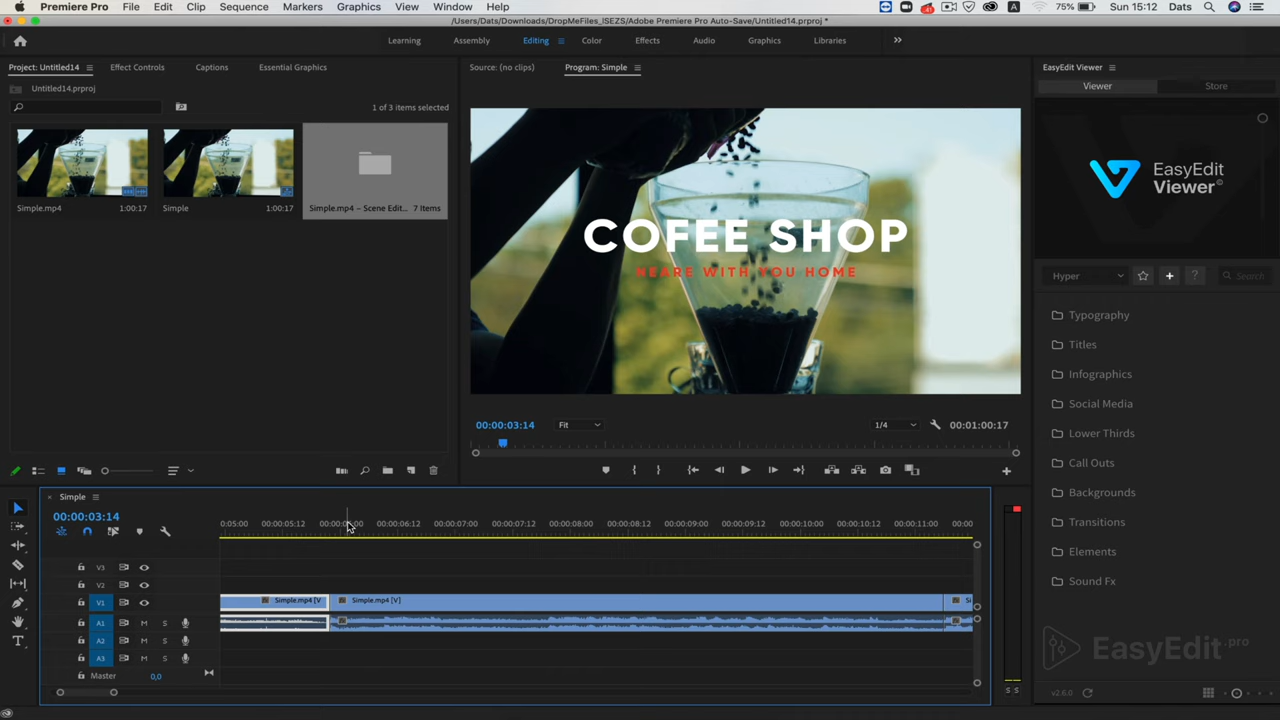 Premiere Pro File Edit Clip Sequence Markers Graphics View Window Help 41 A 75% Sun 15:12 Dats
/Users/Dats/Downloads/DropMeFiles_ISEZS/Adobe Premiere Pro Auto-Save/Untitled14.prproj *
Learning Assembly Editing Color Effects Audio Graphics Libraries
Project: Untitled14 Effect Controls Captions Essential Graphics Source: (no clips) Program: Simple EasyEdit Viewer
Untitled14.prproj Viewer Store
1 of 3 items selected
COFEE SHOP
HEARE WITH YOU HOME
EasyEdit
Viewer©
Simple.mp4 1:00:17 Simple 1:00:17 Simple.mp4 – Scene Edit... 7 Items
Hyper + ? Search
Typography
Titles
Infographics
Social Media
Lower Thirds
Call Outs
Backgrounds
Transitions
Elements
Sound Fx
00:00:03:14 Fit 1/4 00:01:00:17
Simple
00:00:03:14
0:05:00 00:00:05:12 00:00:06:12 00:00:07:00 00:00:07:12 00:00:08:00 00:00:08:12 00:00:09:00 00:00:09:12 00:00:10:00 00:00:10:12 00:00:11:00 00:00
V3
V2
V1 Simple.mp4 [V Simple.mp4 [V] Si
A1 M S
A2 M S
A3 M S
Master 0,0
S S
EasyEdit.pro
v2.6.0